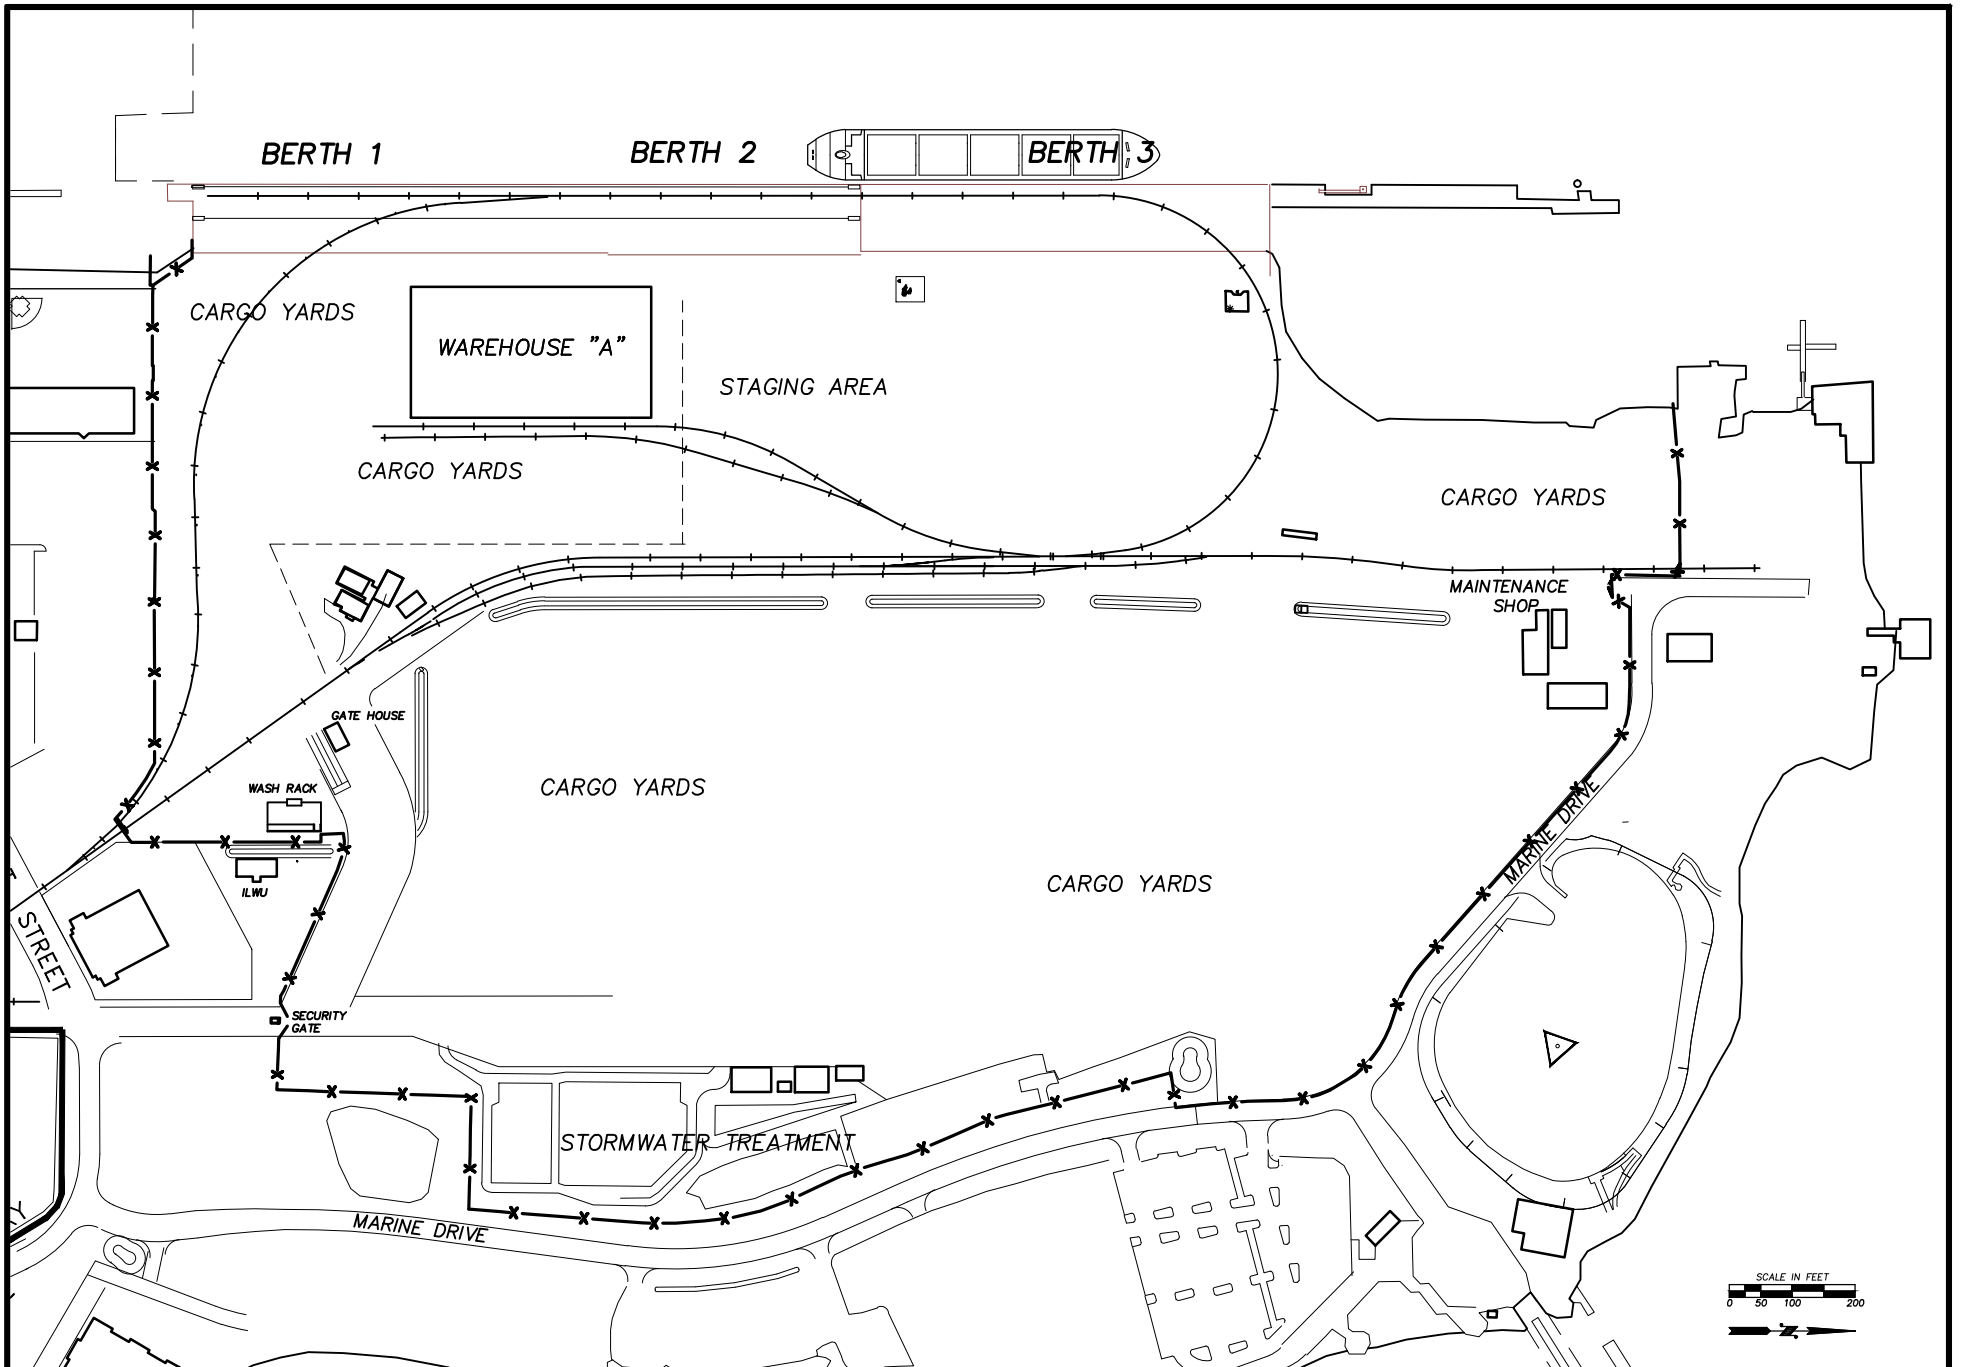 BERTH 1
BERTH 2
BERTH 3
CARGO YARDS
WAREHOUSE "A"
STAGING AREA
CARGO YARDS
CARGO YARDS
MAINTENANCE
SHOP
GATE HOUSE
WASH RACK
CARGO YARDS
MARINE DRIVE
CARGO YARDS
ILWU
STREET
SECURITY
GATE
STORMWATER TREATMENT
MARINE DRIVE
SCALE IN FEET
0 50 100 200